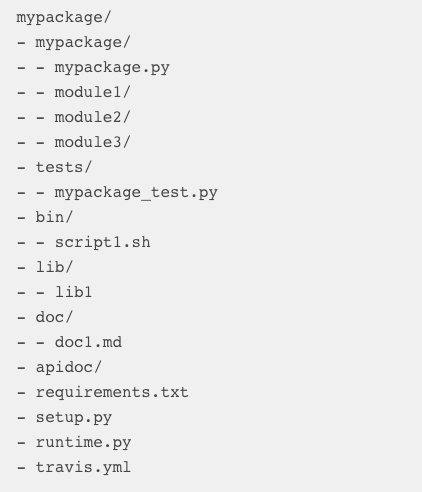 mypackage/
- mypackage/
- - mypackage.py
- - module1/
- - module2/
- - module3/
- tests/
- - mypackage_test.py
- bin/
- - script1.sh
- lib/
- - lib1
- doc/
- - doc1.md
- apidoc/
- requirements.txt
- setup.py
- runtime.py
- travis.yml